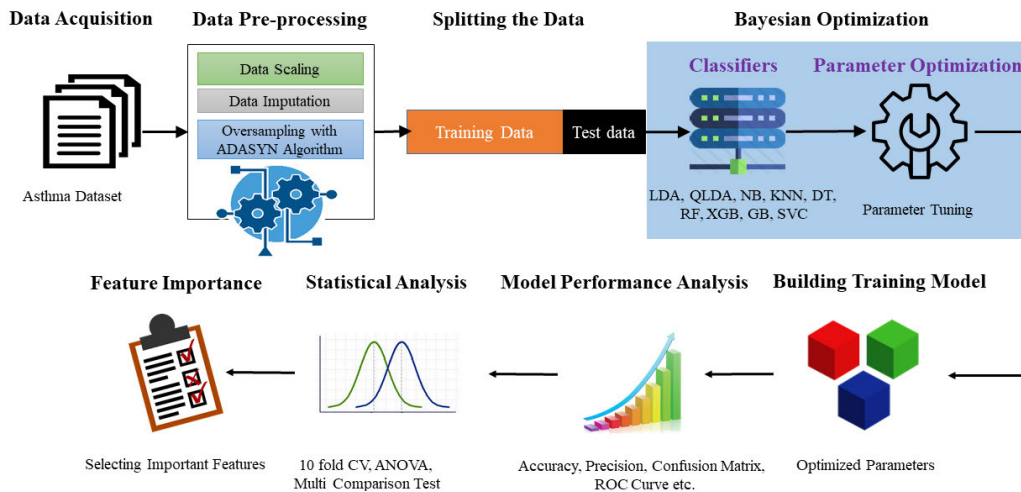 Data Acquisition
Data Pre-processing
Splitting the Data
Bayesian Optimization
Data Scaling
Data Imputation
Oversampling with
ADASYN Algorithm
Asthma Dataset
Training Data
Test data
Classifiers
Parameter Optimization
LDA, QLDA, NB, KNN, DT,
RF, XGB, GB, SVC
Parameter Tuning
Feature Importance
Statistical Analysis
Model Performance Analysis
Building Training Model
Selecting Important Features
10 fold CV, ANOVA,
Multi Comparison Test
Accuracy, Precision, Confusion Matrix,
ROC Curve etc.
Optimized Parameters